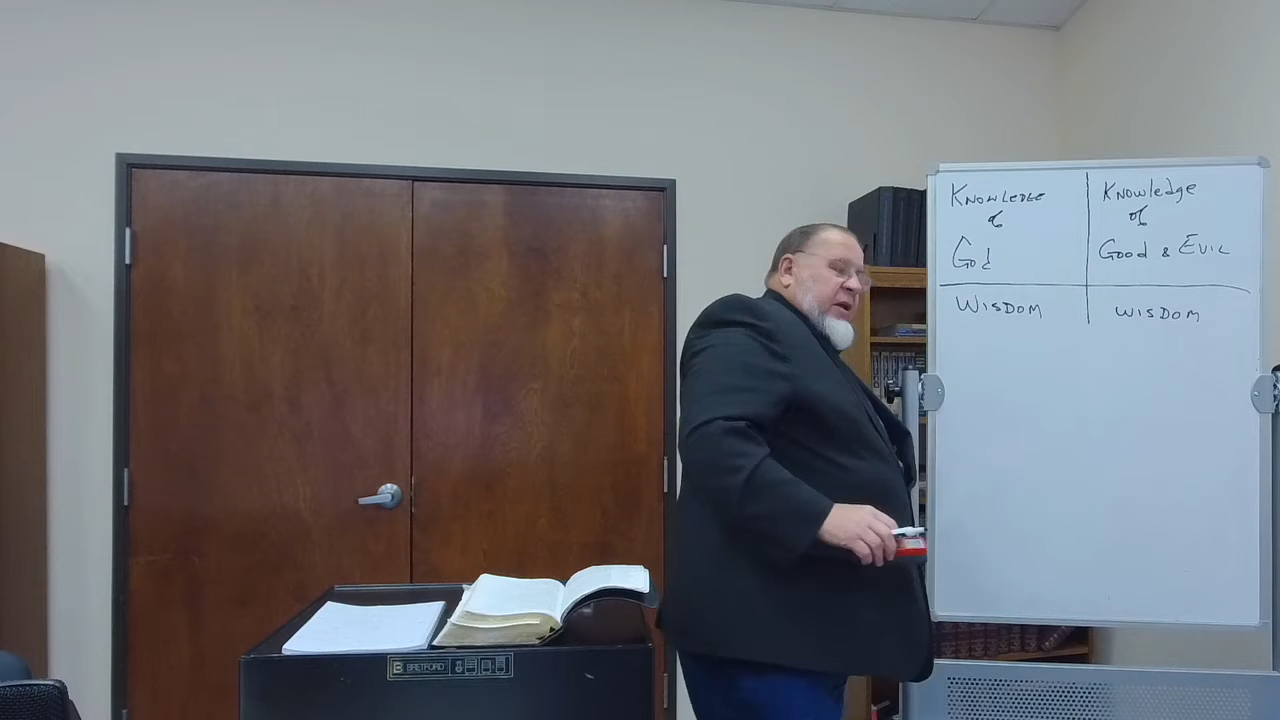 KNOWLEDGE
of
God
WISDOM
KNOWledge
of
Good & EVIL
WISDOM
BRETFORD